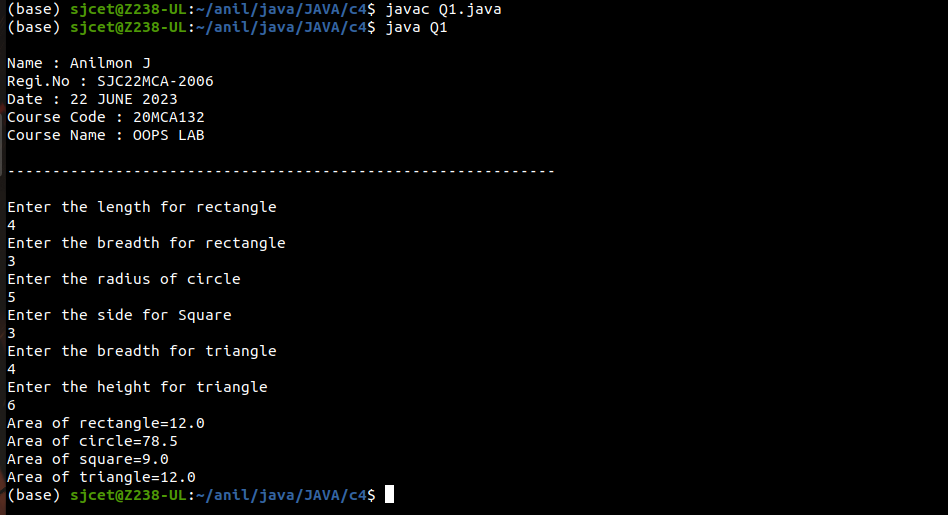 (base) sjcet@Z238-UL:~/anil/java/JAVA/c4$ javac Q1.java
(base) sjcet@Z238-UL:~/anil/java/JAVA/c4$ java Q1
Name : Anilmon J
Regi.No : SJC22MCA-2006
Date : 22 JUNE 2023
Course Code : 20MCA132
Course Name : OOPS LAB
-------------------------------------------------------------
Enter the length for rectangle
4
Enter the breadth for rectangle
3
Enter the radius of circle
5
Enter the side for Square
3
Enter the breadth for triangle
4
Enter the height for triangle
6
Area of rectangle=12.0
Area of circle=78.5
Area of square=9.0
Area of triangle=12.0
(base) sjcet@Z238-UL:~/anil/java/JAVA/c4$